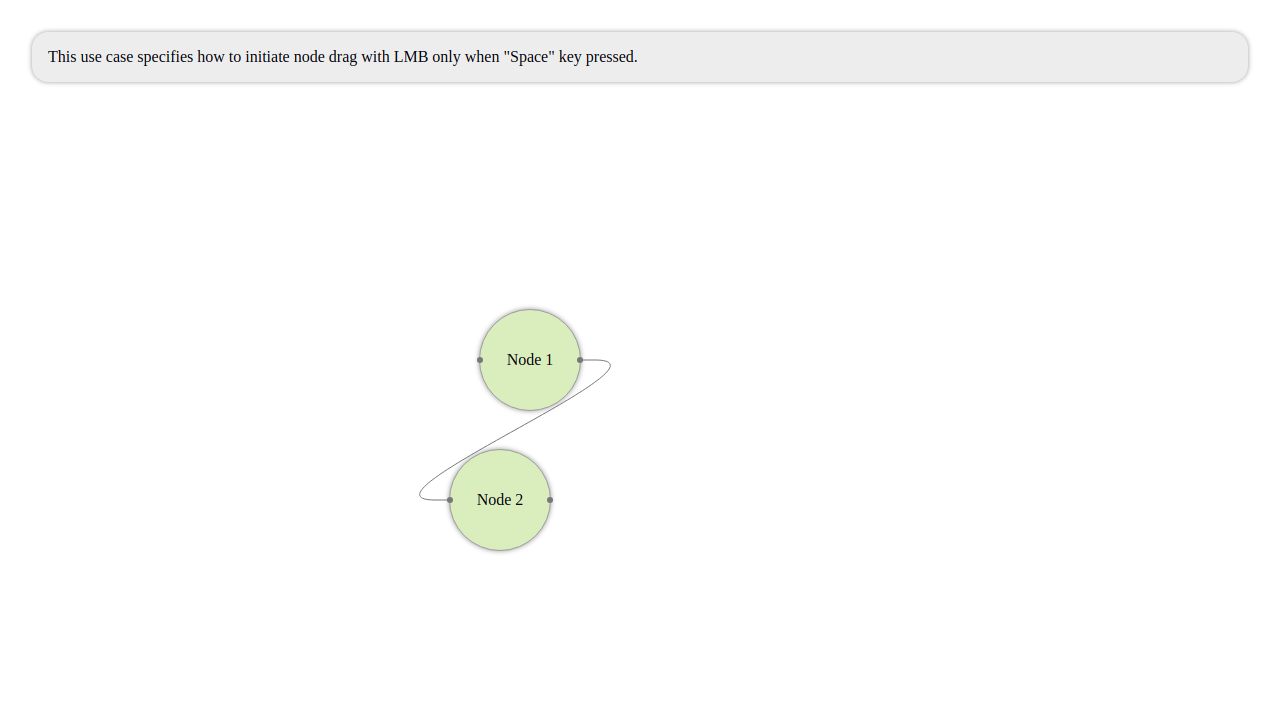 This use case specifies how to initiate node drag with LMB only when "Space" key pressed.
Node 1
Node 2